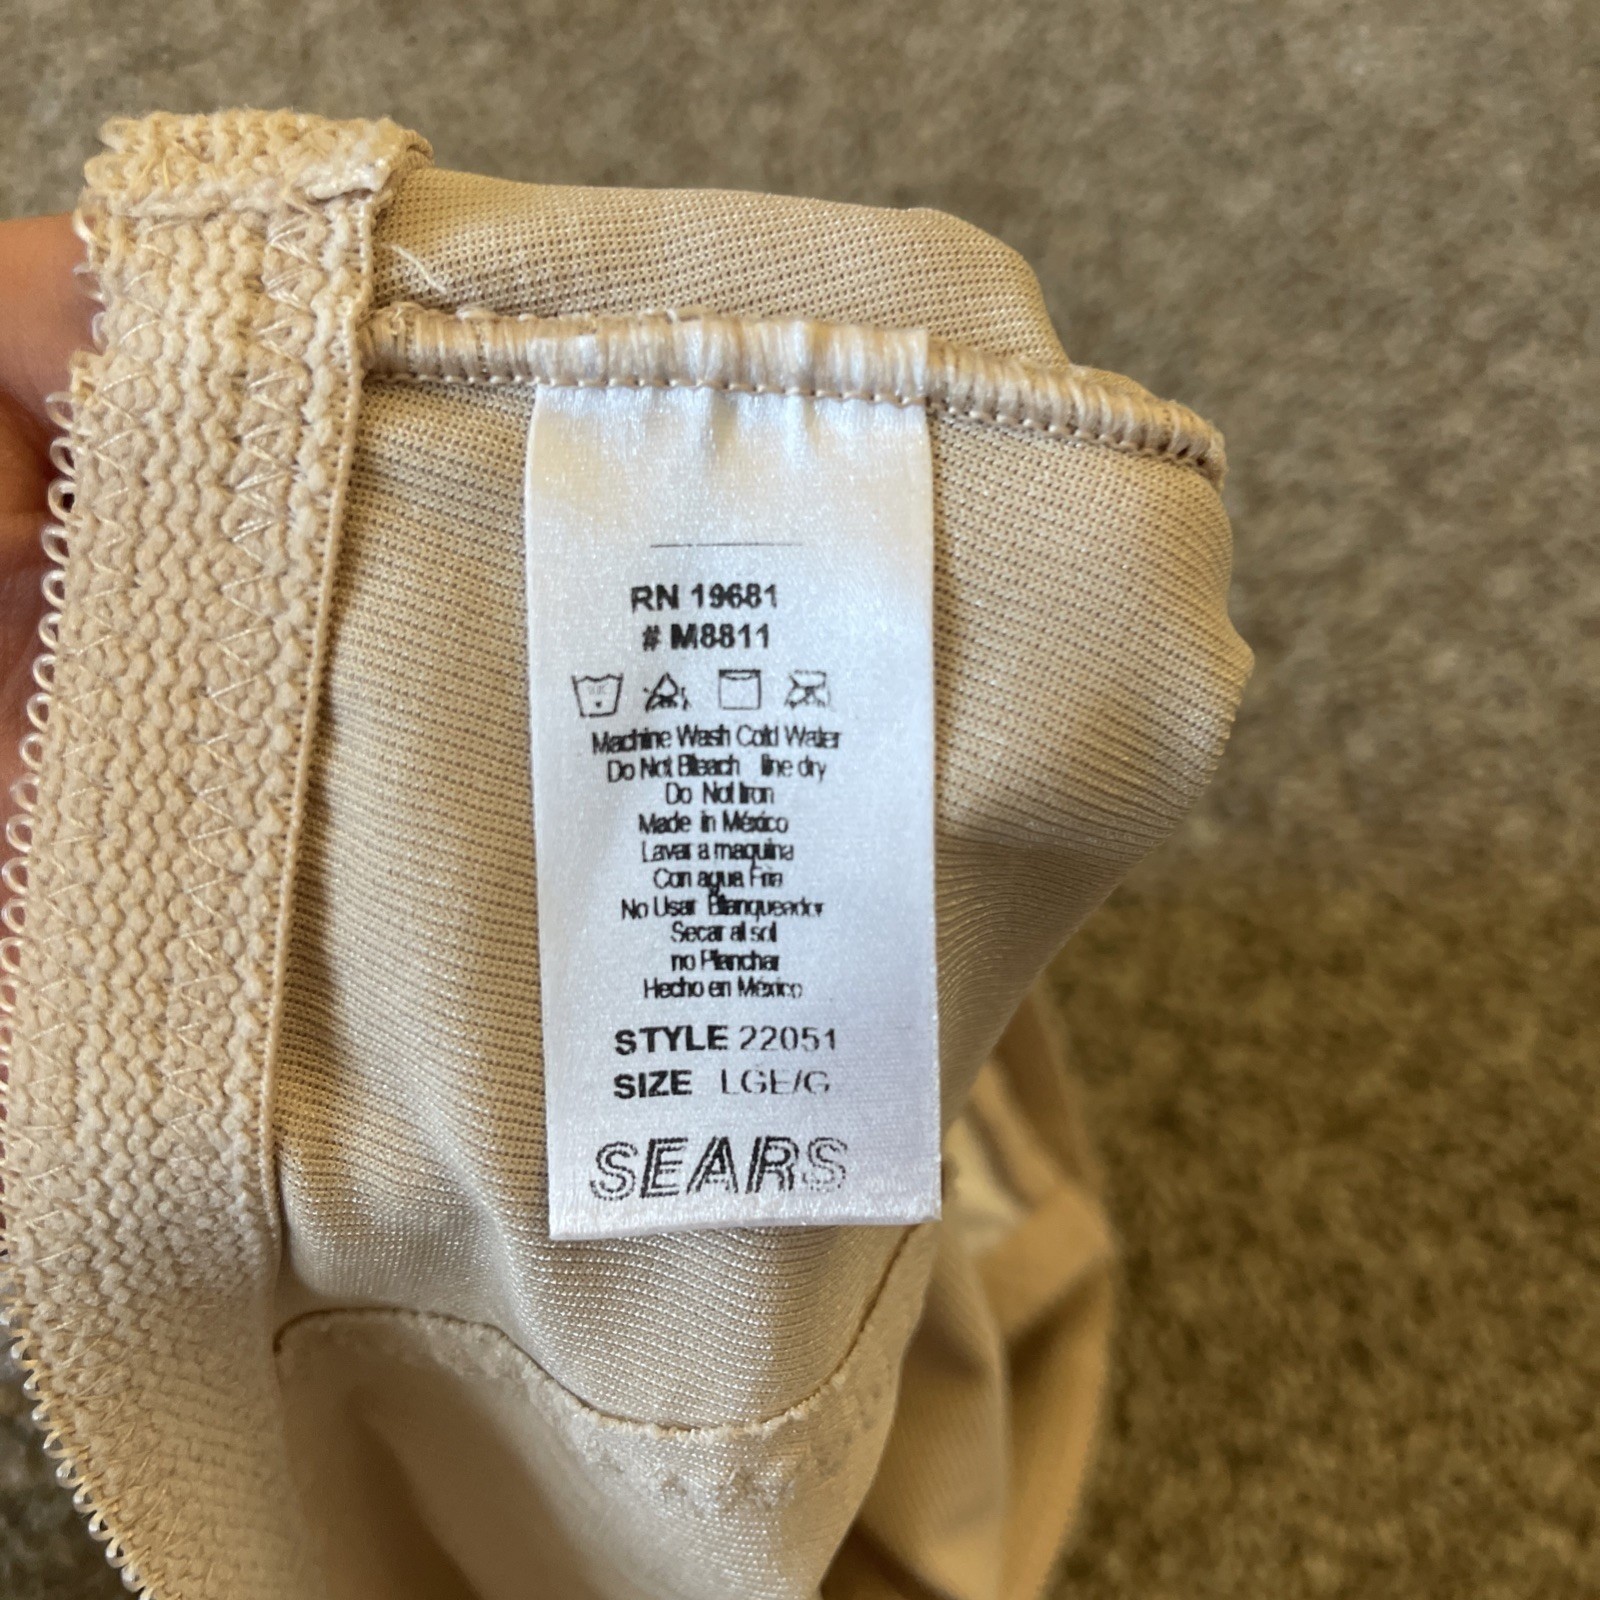 RN 19681
# M8811
Machine Wash Cold Water
Do Not Bleach line dry
Do Not Iron
Made in México
Lavar a maquina
Con agua Fria
No Usar Blanqueador
Secar al sol
no Planchar
Hecho en México
STYLE 22051
SIZE LGE/G
SEARS